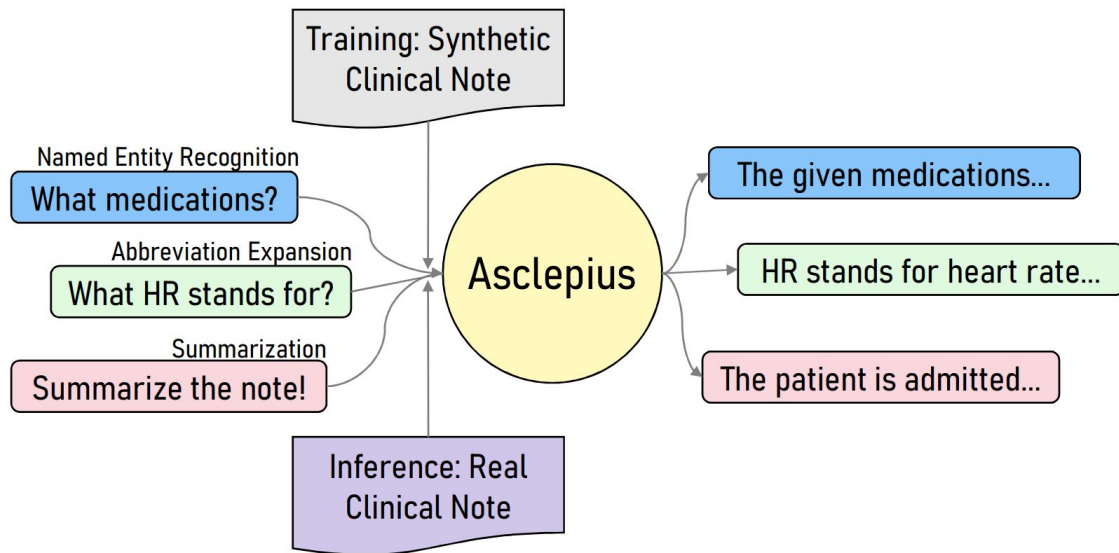 Training: Synthetic
Clinical Note
Named Entity Recognition
What medications?
Abbreviation Expansion
What HR stands for?
Summarization
Summarize the note!
Asclepius
The given medications...
HR stands for heart rate...
The patient is admitted...
Inference: Real
Clinical Note